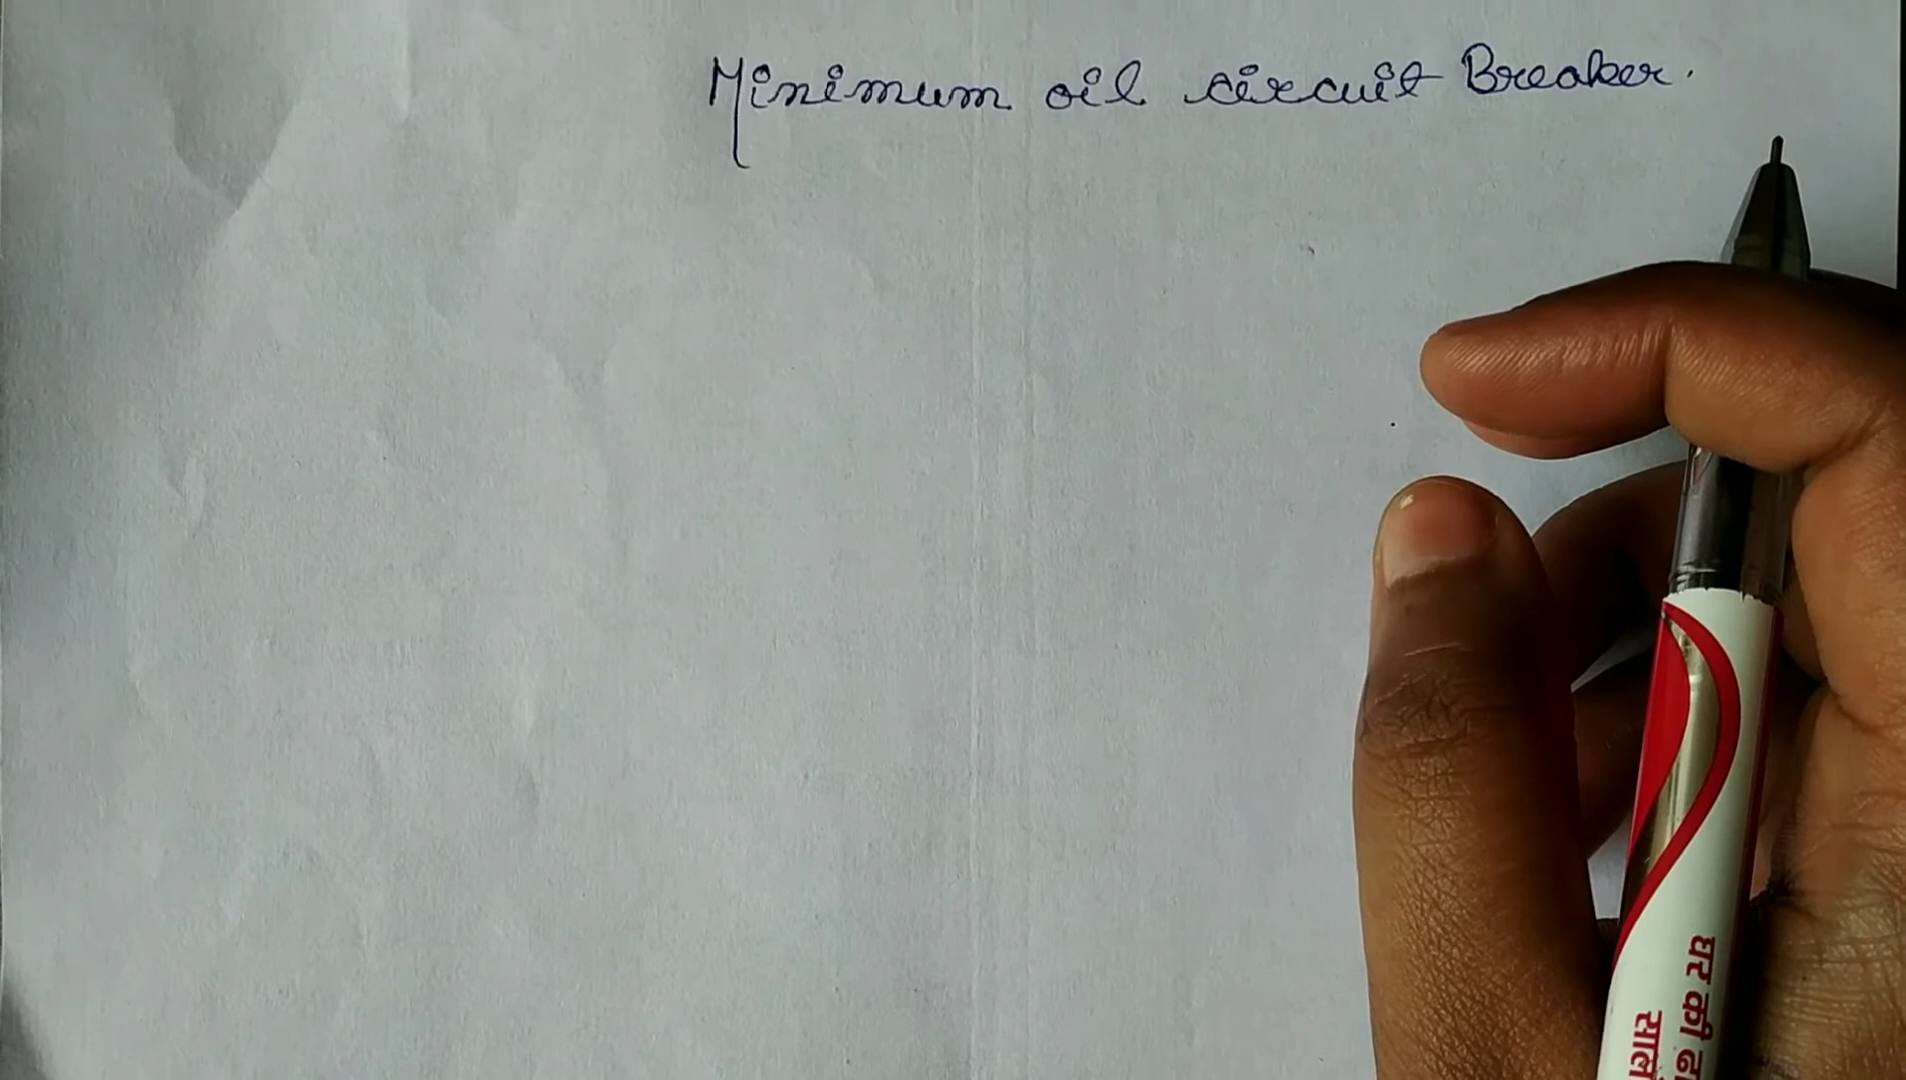 Minimum oil circuit Breaker.
घर की